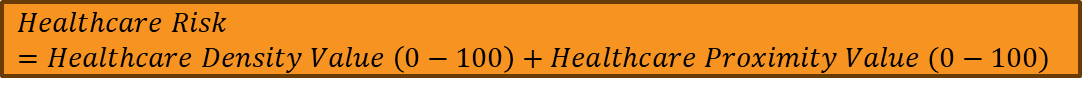 Healthcare Risk
= Healthcare Density Value (0 − 100) + Healthcare Proximity Value (0 − 100)